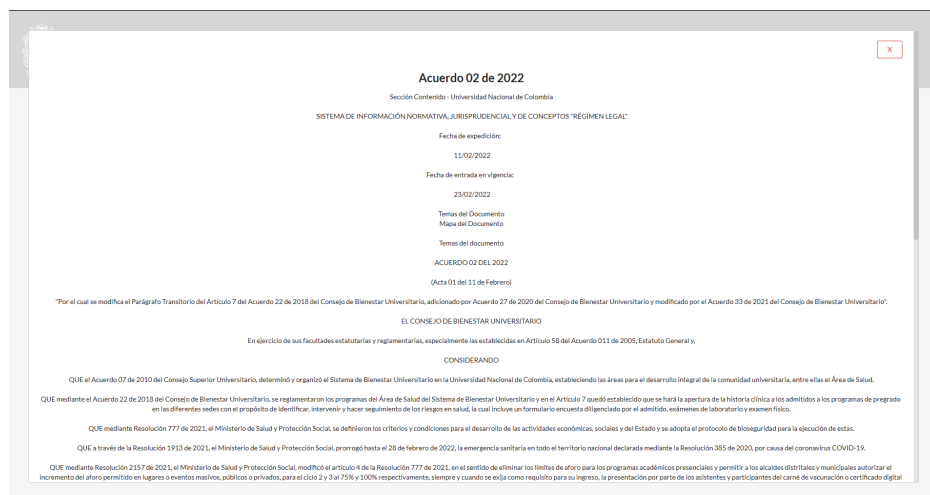 X
Acuerdo 02 de 2022
Sección Contenido - Universidad Nacional de Colombia
SISTEMA DE INFORMACIÓN NORMATIVA, JURISPRUDENCIAL Y DE CONCEPTOS "RÉGIMEN LEGAL"
Fecha de expedición:
11/02/2022
Fecha de entrada en vigencia:
23/02/2022
Temas del Documento
Mapa del Documento
Temas del documento
ACUERDO 02 DEL 2022
(Acta 01 del 11 de Febrero)
"Por el cual se modifica el Parágrafo Transitorio del Artículo 7 del Acuerdo 22 de 2018 del Consejo de Bienestar Universitario, adicionado por Acuerdo 27 de 2020 del Consejo de Bienestar Universitario y modificado por el Acuerdo 33 de 2021 del Consejo de Bienestar Universitario".
EL CONSEJO DE BIENESTAR UNIVERSITARIO
En ejercicio de sus facultades estatutarias y reglamentarias, especialmente las establecidas en Artículo 58 del Acuerdo 011 de 2005, Estatuto General y,
CONSIDERANDO
QUE el Acuerdo 07 de 2010 del Consejo Superior Universitario, determinó y organizó el Sistema de Bienestar Universitario en la Universidad Nacional de Colombia, estableciendo las áreas para el desarrollo integral de la comunidad universitaria, entre ellas el Área de Salud.
QUE mediante el Acuerdo 22 de 2018 del Consejo de Bienestar Universitario, se reglamentaron los programas del Área de Salud del Sistema de Bienestar Universitario y en el Artículo 7 quedó establecido que se hará la apertura de la historia clínica a los admitidos a los programas de pregrado
en las diferentes sedes con el propósito de identificar, intervenir y hacer seguimiento de los riesgos en salud, la cual incluye un formulario encuesta diligenciado por el admitido, exámenes de laboratorio y examen físico.
QUE mediante Resolución 777 de 2021, el Ministerio de Salud y Protección Social, se definieron los criterios y condiciones para el desarrollo de las actividades económicas, sociales y del Estado y se adopta el protocolo de bioseguridad para la ejecución de estas.
QUE a través de la Resolución 1913 de 2021, el Ministerio de Salud y Protección Social, prorrogó hasta el 28 de febrero de 2022, la emergencia sanitaria en todo el territorio nacional declarada mediante la Resolución 385 de 2020, por causa del coronavirus COVID-19.
QUE mediante Resolución 2157 de 2021, el Ministerio de Salud y Protección Social, modificó el artículo 4 de la Resolución 777 de 2021, en el sentido de eliminar los límites de aforo para los programas académicos presenciales y permitir a los alcaldes distritales y municipales autorizar el
incremento del aforo permitido en lugares o eventos masivos, públicos o privados, para el ciclo 2 y 3 al 75% y 100% respectivamente, siempre y cuando se exija como requisito para su ingreso, la presentación por parte de los asistentes y participantes del carné de vacunación o certificado digital